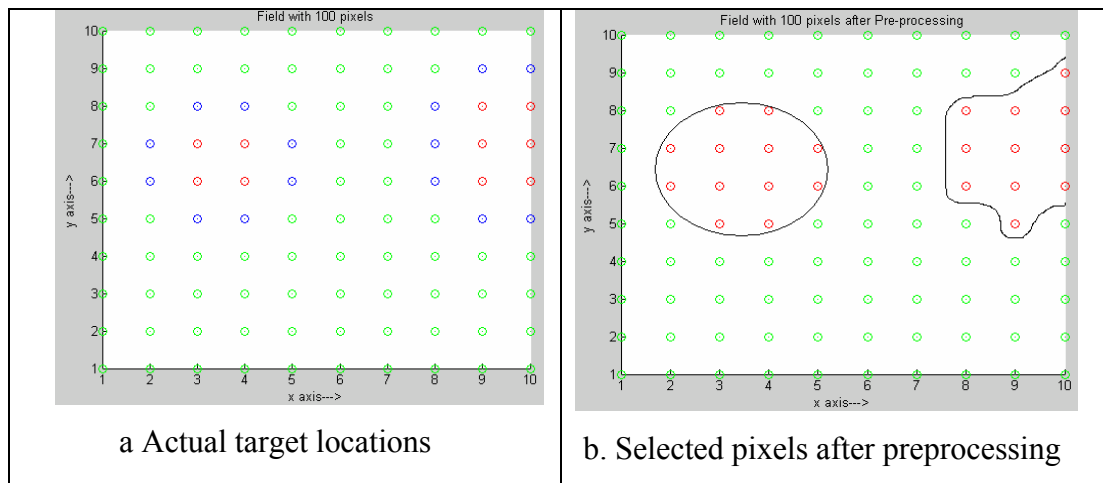 Field with 100 pixels
10
9
8
7
6
5
4
3
2
1
y axis--->
1 2 3 4 5 6 7 8 9 10
x axis--->
a Actual target locations
Field with 100 pixels after Pre-processing
10
9
8
7
6
5
4
3
2
1
y axis--->
1 2 3 4 5 6 7 8 9 10
x axis--->
b. Selected pixels after preprocessing